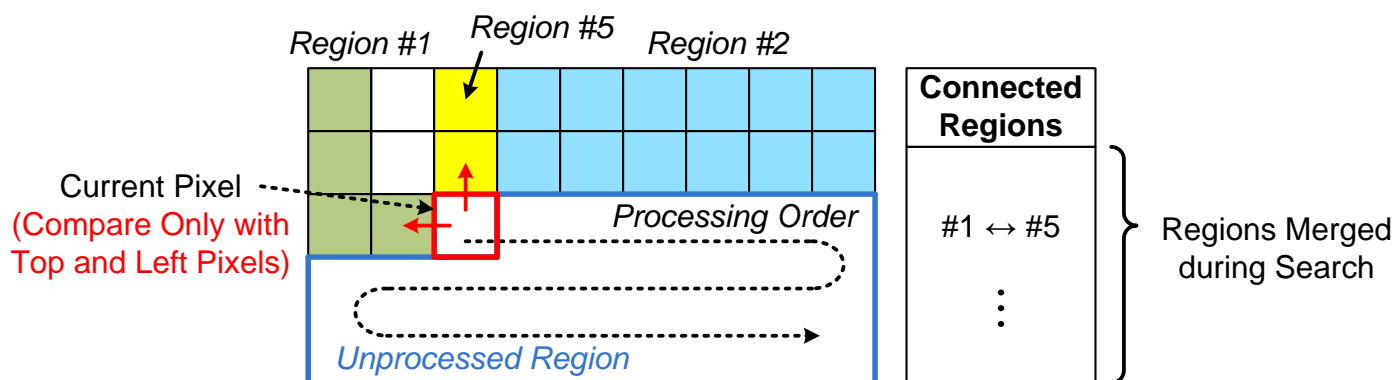 Region #1
Region #5
Region #2
Connected
Regions
Current Pixel
(Compare Only with
Top and Left Pixels)
Processing Order
#1 ↔ #5
⋮
Regions Merged
during Search
Unprocessed Region